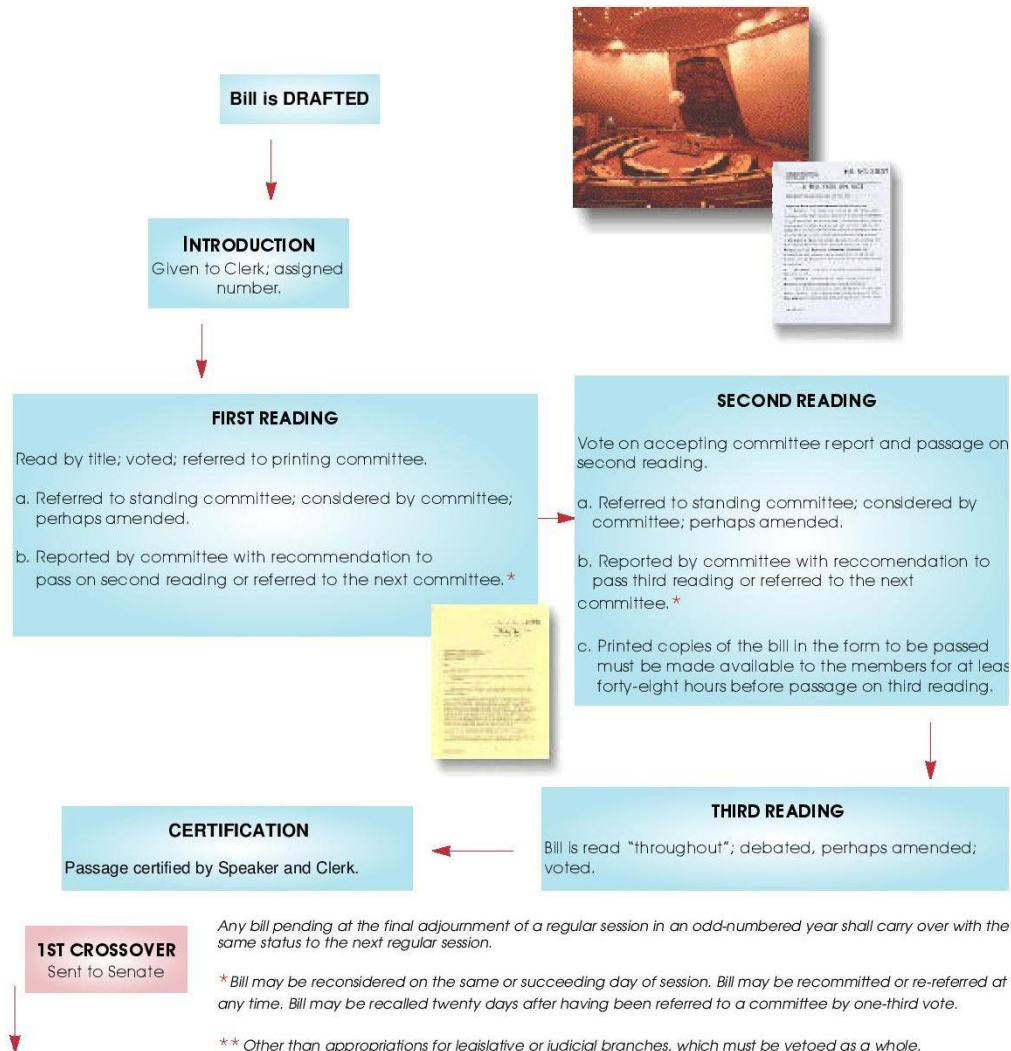 Bill is DRAFTED
INTRODUCTION
Given to Clerk; assigned
number.
FIRST READING
Read by title; voted; referred to printing committee.
a. Referred to standing committee; considered by committee;
perhaps amended.
b. Reported by committee with recommendation to
pass on second reading or referred to the next committee.*
SECOND READING
Vote on accepting committee report and passage on
second reading.
a. Referred to standing committee; considered by
committee; perhaps amended.
b. Reported by committee with reccomendation to
pass third reading or referred to the next
committee.*
c. Printed copies of the bill in the form to be passed
must be made available to the members for at leas
forty-eight hours before passage on third reading.
THIRD READING
Bill is read "throughout"; debated, perhaps amended;
voted.
CERTIFICATION
Passage certified by Speaker and Clerk.
1ST CROSSOVER
Sent to Senate
Any bill pending at the final adjournment of a regular session in an odd-numbered year shall carry over with the
same status to the next regular session.
*Bill may be reconsidered on the same or succeeding day of session. Bill may be recommitted or re-referred at
any time. Bill may be recalled twenty days after having been referred to a committee by one-third vote.
** Other than appropriations for legislative or judicial branches, which must be vetoed as a whole.